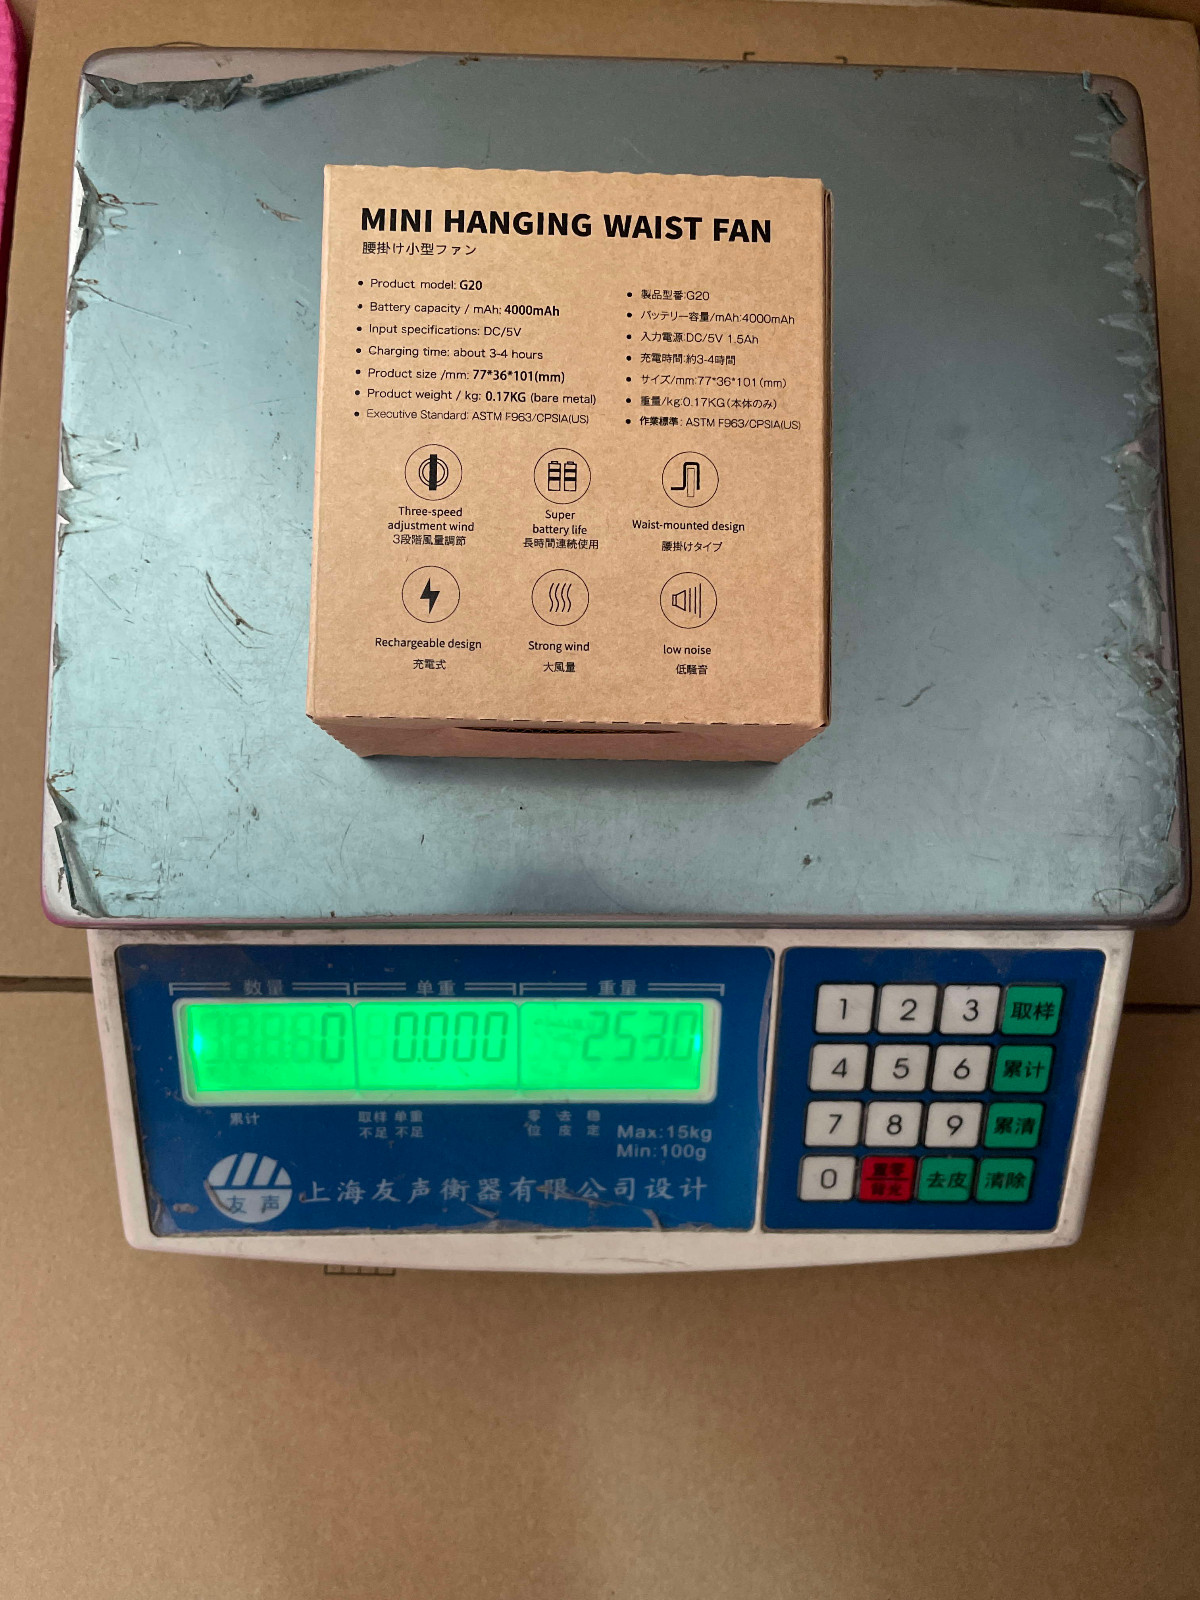 MINI HANGING WAIST FAN
腰掛け小型ファン
• Product model: G20
• Battery capacity / mAh: 4000mAh
• Input specifications: DC/5V
• Charging time: about 3-4 hours
• Product size /mm: 77*36*101(mm)
• Product weight / kg: 0.17KG (bare metal)
• Executive Standard: ASTM F963/CPSIA(US)
• 製品型番:G20
• バッテリー容量/mAh:4000mAh
• 入力電源:DC/5V 1.5Ah
• 充電時間:約3-4時間
• サイズ/mm:77*36*101(mm)
• 重量/kg:0.17KG(本体のみ)
• 作業標準: ASTM F963/CPSIA(US)
Three-speed
adjustment wind
3段階風量調節
Super
battery life
長時間連続使用
Waist-mounted design
腰掛けタイプ
Rechargeable design
充電式
Strong wind
大風量
low noise
低騒音
数量 单重 重量
0 0.000 253.0
累计
取样 单重
不足 不足
零 去 稳
位 皮 定
Max:15kg
Min:100g
友声
上海友声衡器有限公司设计
1 2 3 取样
4 5 6 累计
7 8 9 累清
0 去皮 清除